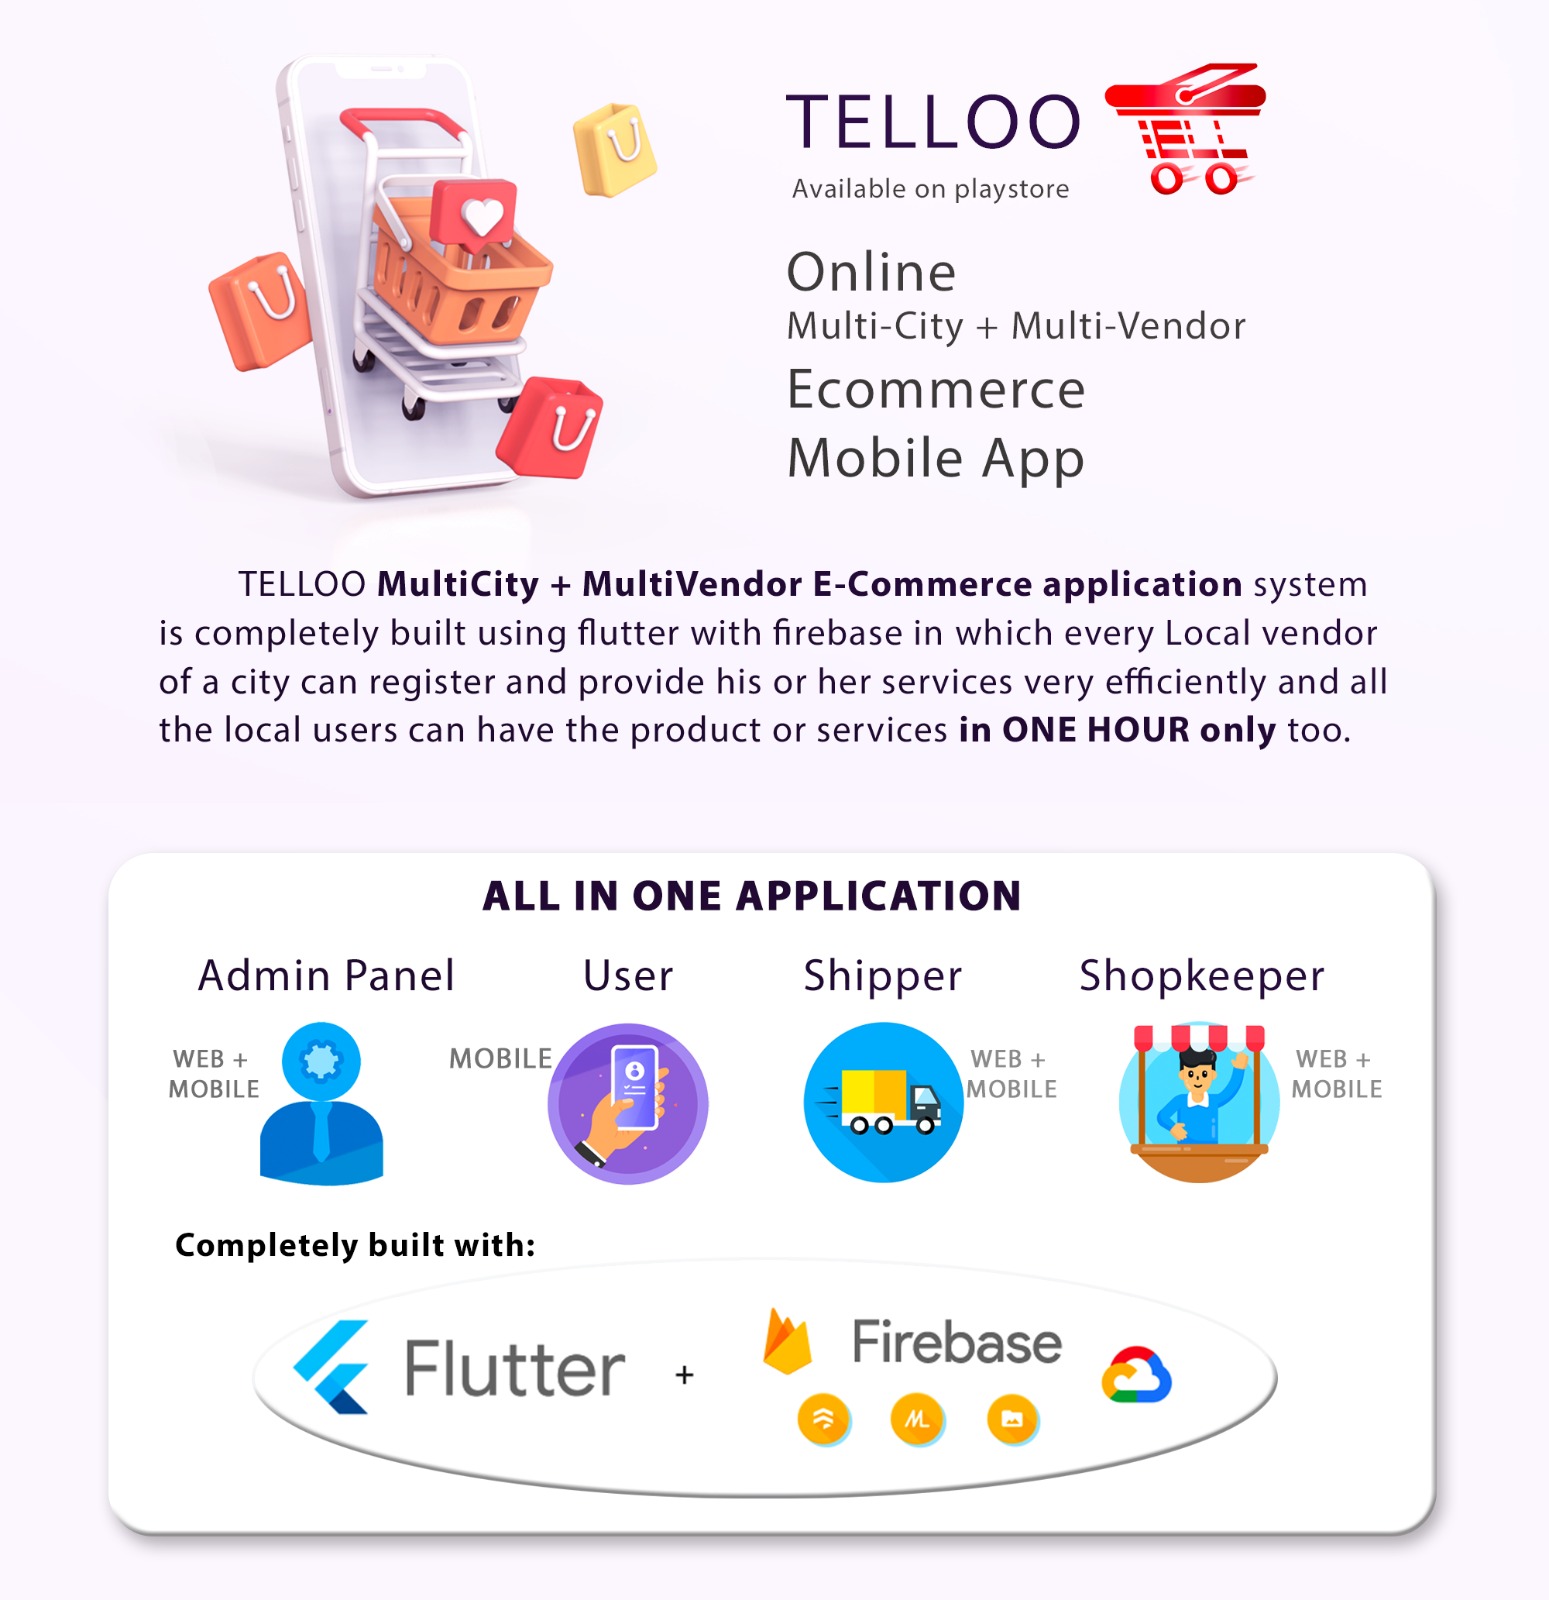 TELLOO
Available on playstore
Online
Multi-City + Multi-Vendor
Ecommerce
Mobile App
TELLOO MultiCity + MultiVendor E-Commerce application system
is completely built using flutter with firebase in which every Local vendor
of a city can register and provide his or her services very efficiently and all
the local users can have the product or services in ONE HOUR only too.
ALL IN ONE APPLICATION
Admin Panel
User
Shipper
Shopkeeper
WEB +
MOBILE
MOBILE
WEB +
MOBILE
WEB +
MOBILE
Completely built with:
Flutter
+
Firebase
ML